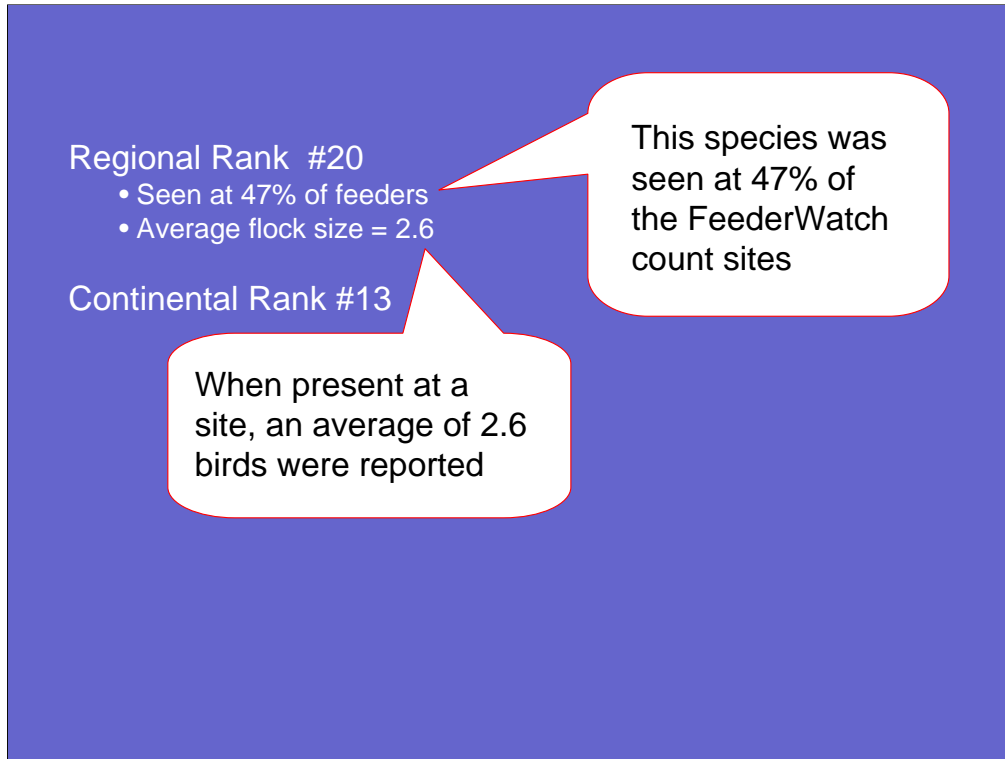 Regional Rank #20
• Seen at 47% of feeders
• Average flock size = 2.6
Continental Rank #13
This species was
seen at 47% of
the FeederWatch
count sites
When present at a
site, an average of 2.6
birds were reported